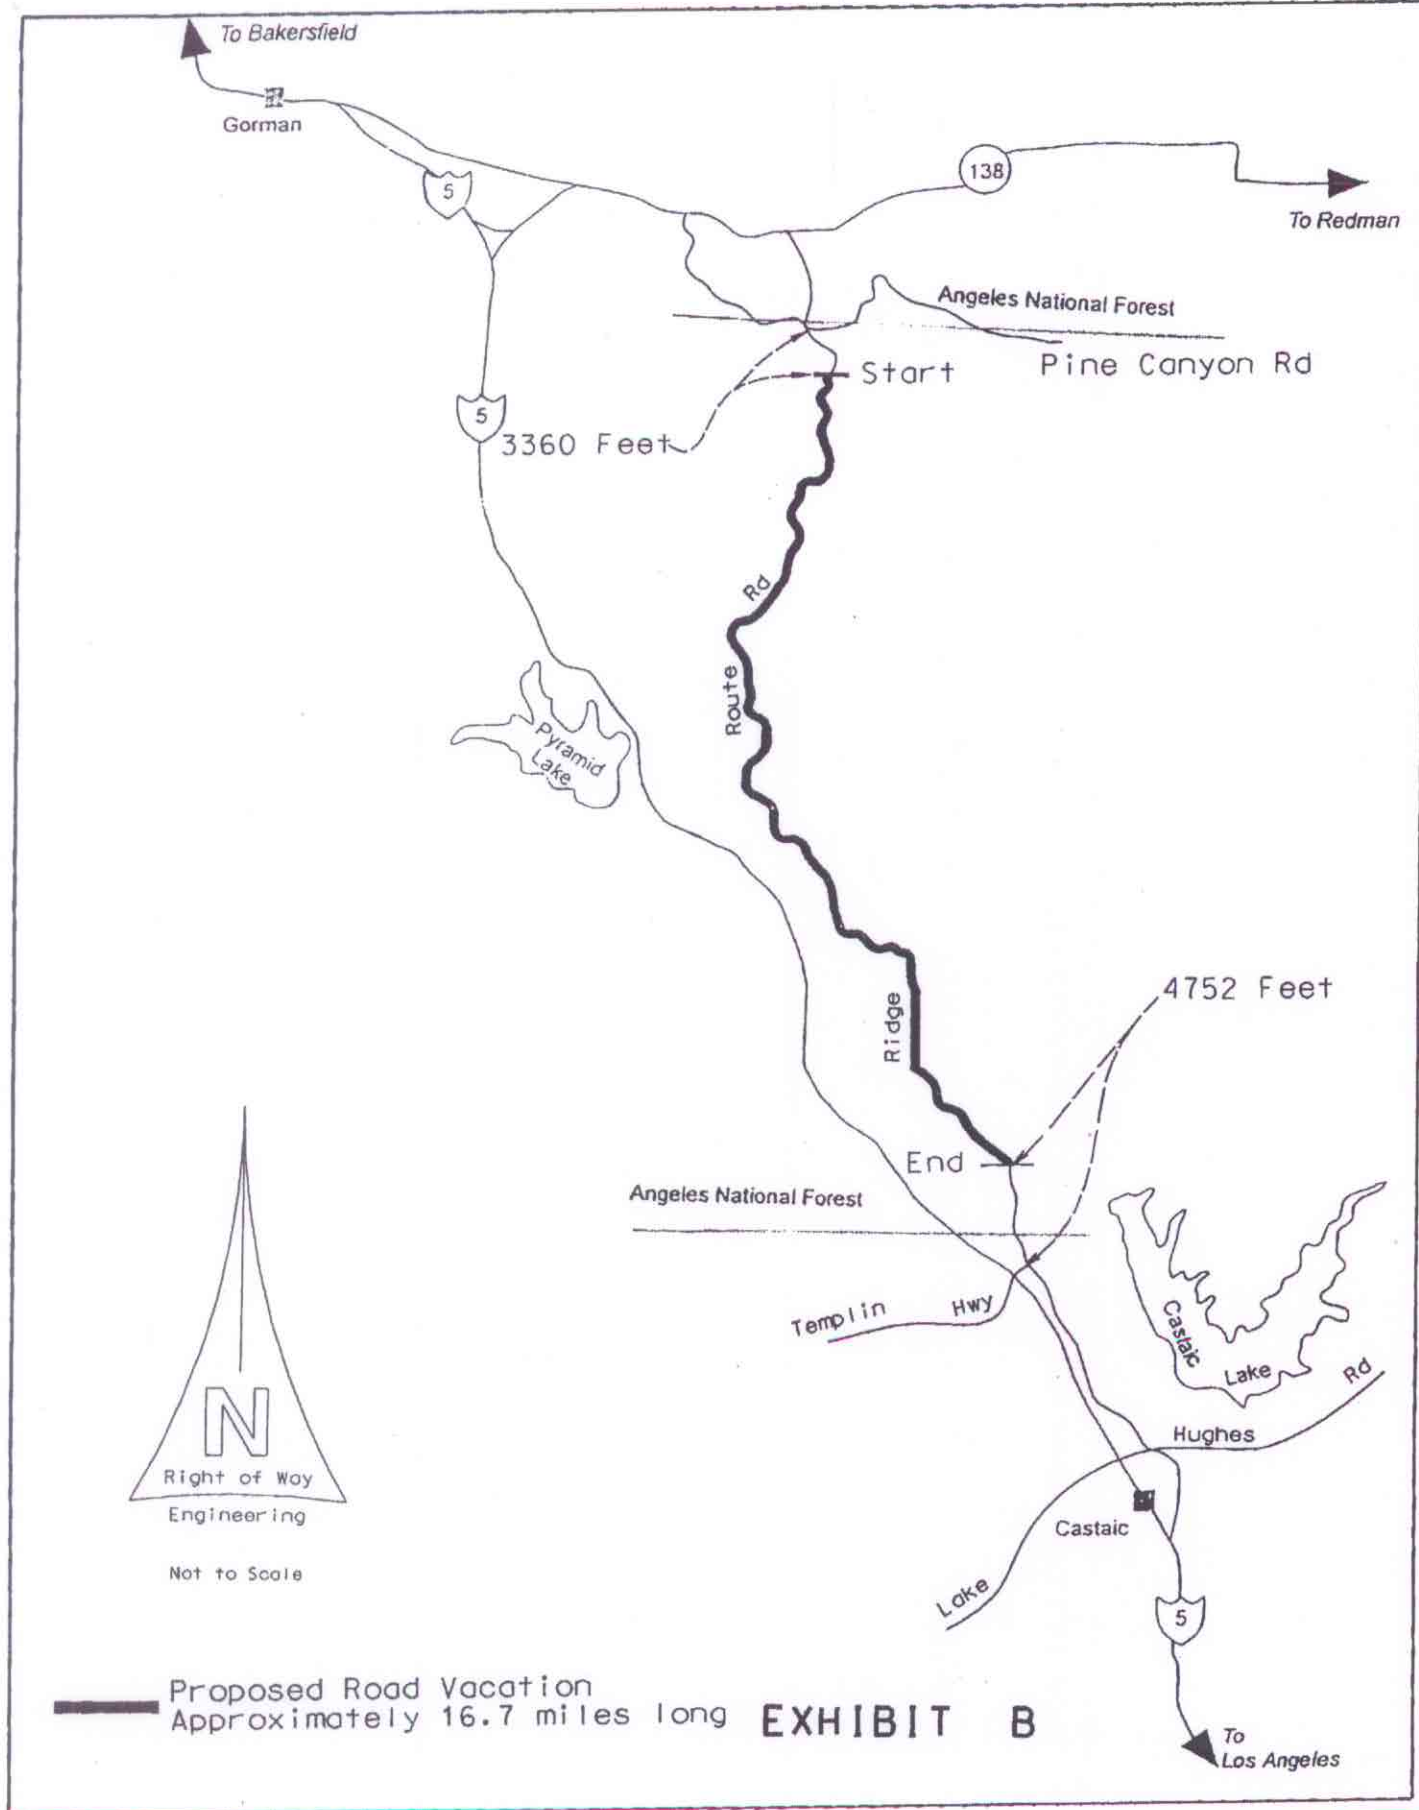 To Bakersfield
Gorman
5
138
To Redman
Angeles National Forest
Pine Canyon Rd
Start
5
3360 Feet
Rd
Route
Pyramid
Lake
4752 Feet
Ridge
End
Angeles National Forest
Templin Hwy
Castaic
Lake
Lake Hughes Rd
Castaic
N
Right of Way
Engineering
Not to Scale
5
Proposed Road Vacation
Approximately 16.7 miles long
EXHIBIT B
To
Los Angeles